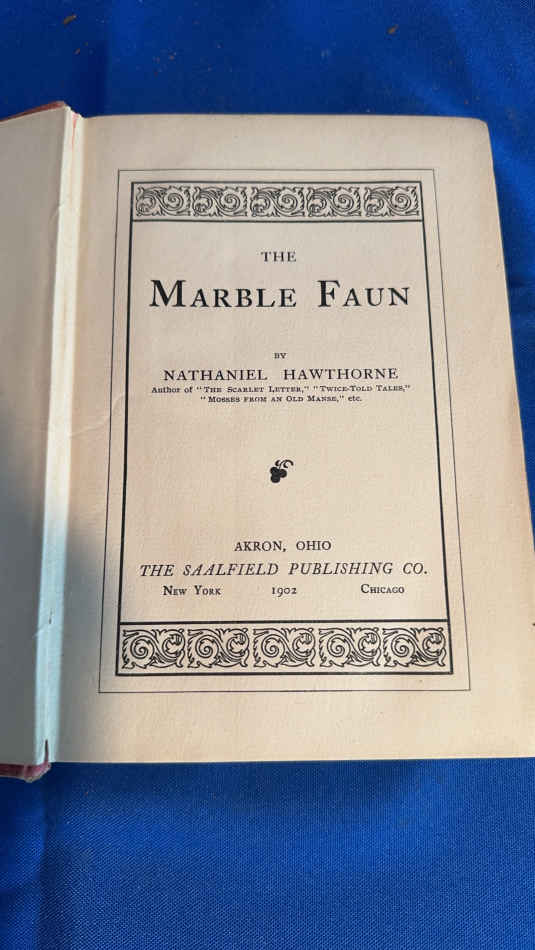 THE
MARBLE FAUN
BY
NATHANIEL HAWTHORNE
Author of "THE SCARLET LETTER," "TWICE-TOLD TALES,"
"MOSSES FROM AN OLD MANSE," etc.
AKRON, OHIO
THE SAALFIELD PUBLISHING CO.
NEW YORK 1902 CHICAGO